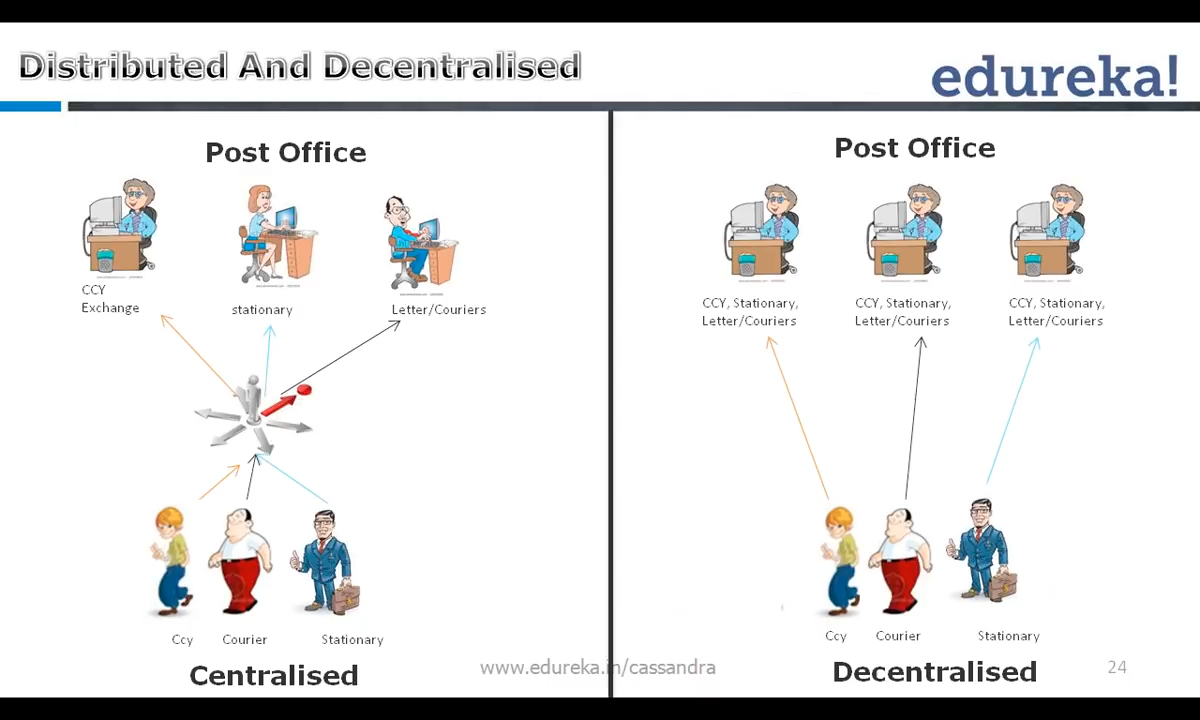 Distributed And Decentralised
edureka!
Post Office
CCY
Exchange
stationary
Letter/Couriers
Ccy
Courier
Stationary
Centralised
Post Office
CCY, Stationary,
Letter/Couriers
CCY, Stationary,
Letter/Couriers
CCY, Stationary,
Letter/Couriers
Ccy
Courier
Stationary
Decentralised
www.edureka.in/cassandra
24